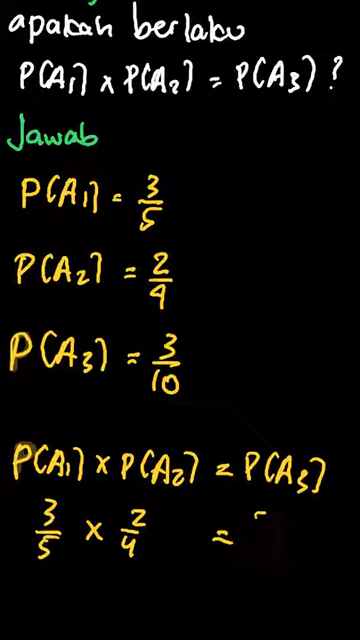 apakah berlaku
P(A₁) × P(A₂) = P(A₃) ?
Jawab
P(A₁) = 3/5
P(A₂) = 2/4
P(A₃) = 3/10
P(A₁) × P(A₂) = P(A₃)
3/5 × 2/4 =